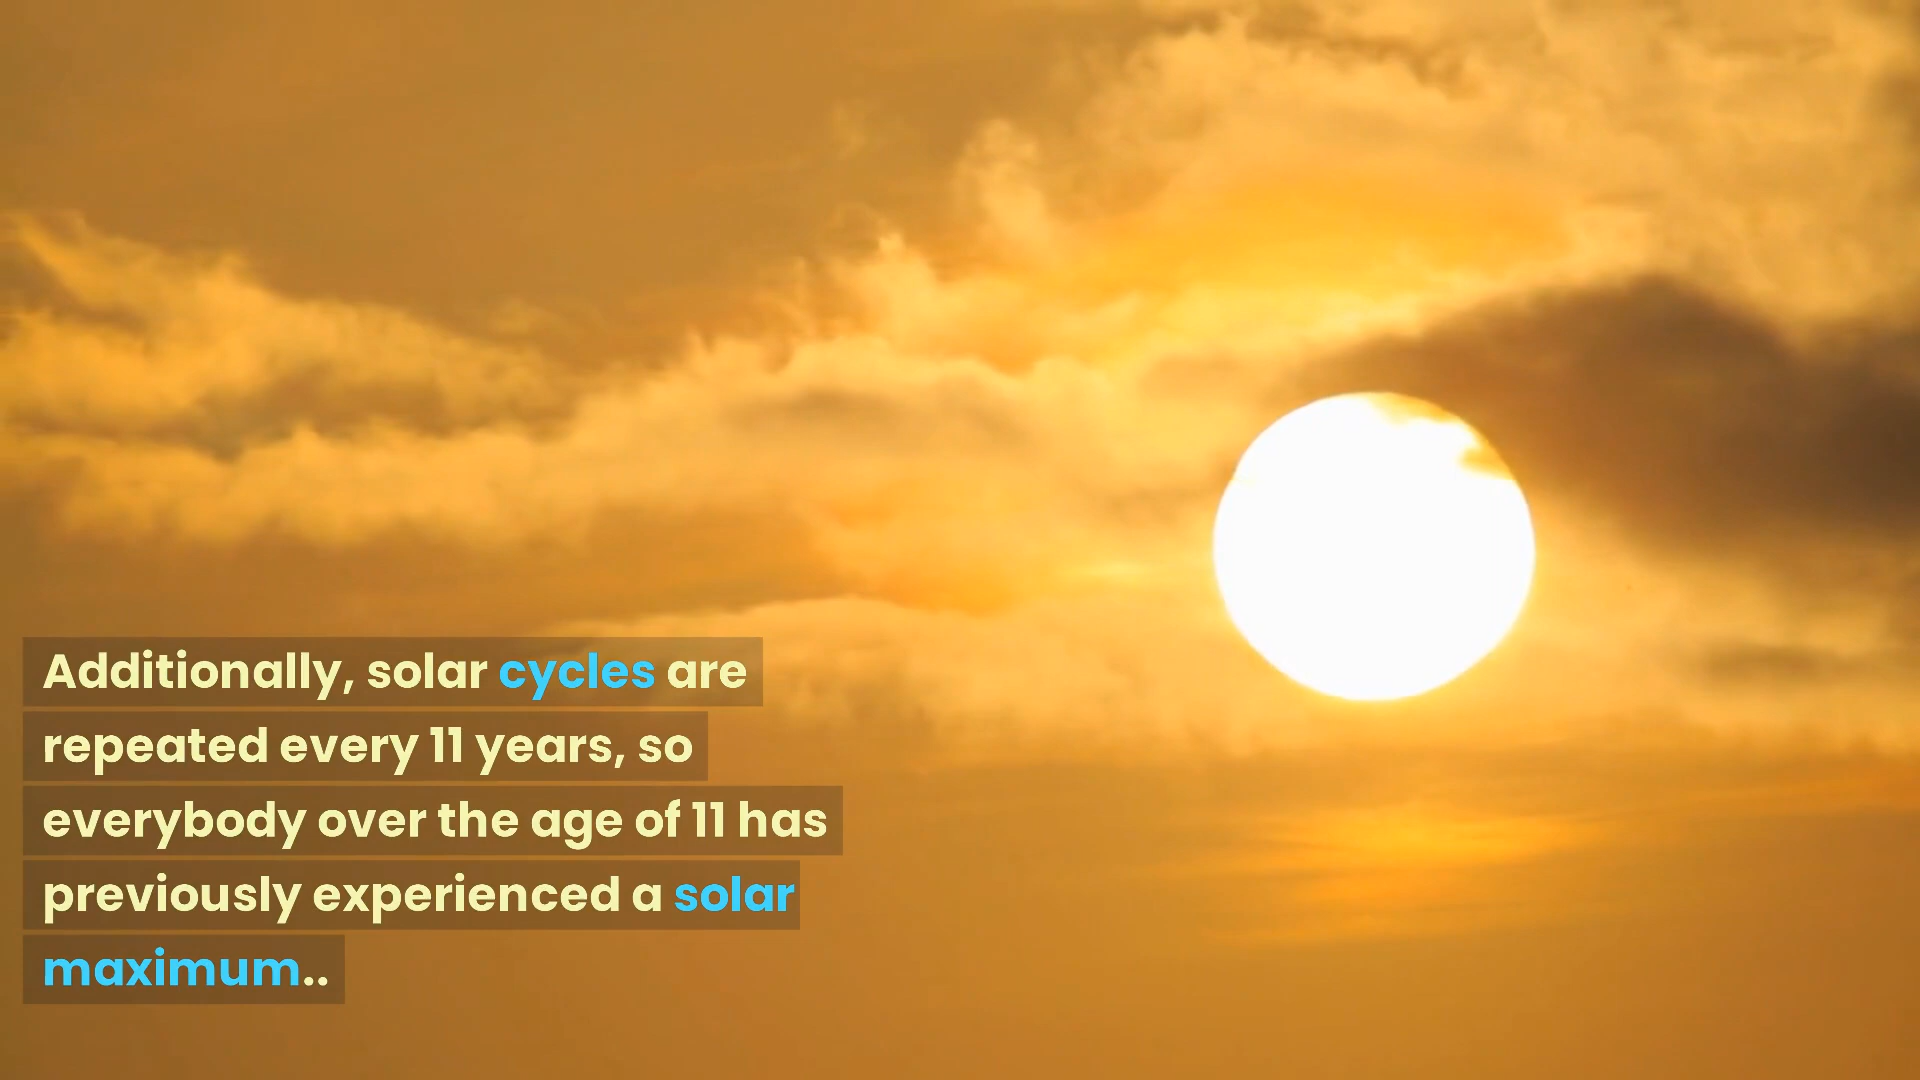 Additionally, solar cycles are
repeated every 11 years, so
everybody over the age of 11 has
previously experienced a solar
maximum..